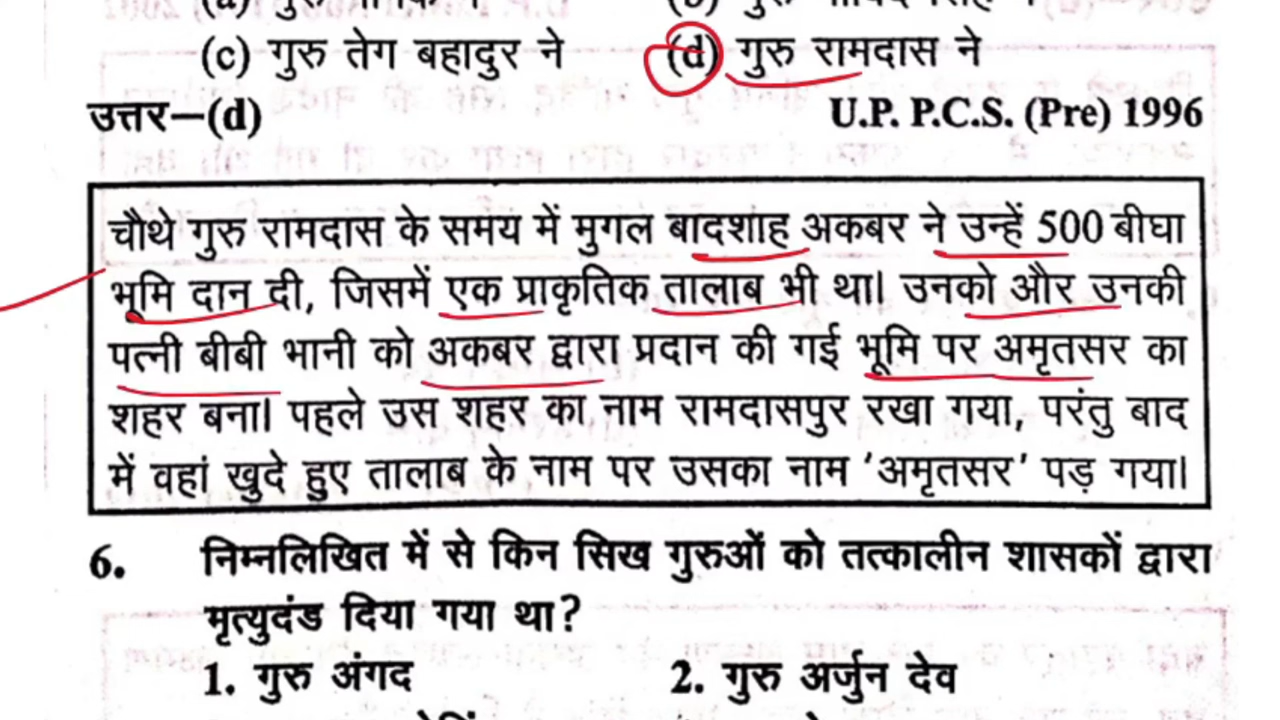 (c) गुरु तेग बहादुर ने (d) गुरु रामदास ने
उत्तर–(d) U.P. P.C.S. (Pre) 1996
चौथे गुरु रामदास के समय में मुगल बादशाह अकबर ने उन्हें 500 बीघा
भूमि दान दी, जिसमें एक प्राकृतिक तालाब भी था। उनको और उनकी
पत्नी बीबी भानी को अकबर द्वारा प्रदान की गई भूमि पर अमृतसर का
शहर बना। पहले उस शहर का नाम रामदासपुर रखा गया, परंतु बाद
में वहां खुदे हुए तालाब के नाम पर उसका नाम 'अमृतसर' पड़ गया।
6. निम्नलिखित में से किन सिख गुरुओं को तत्कालीन शासकों द्वारा
मृत्युदंड दिया गया था?
1. गुरु अंगद 2. गुरु अर्जुन देव